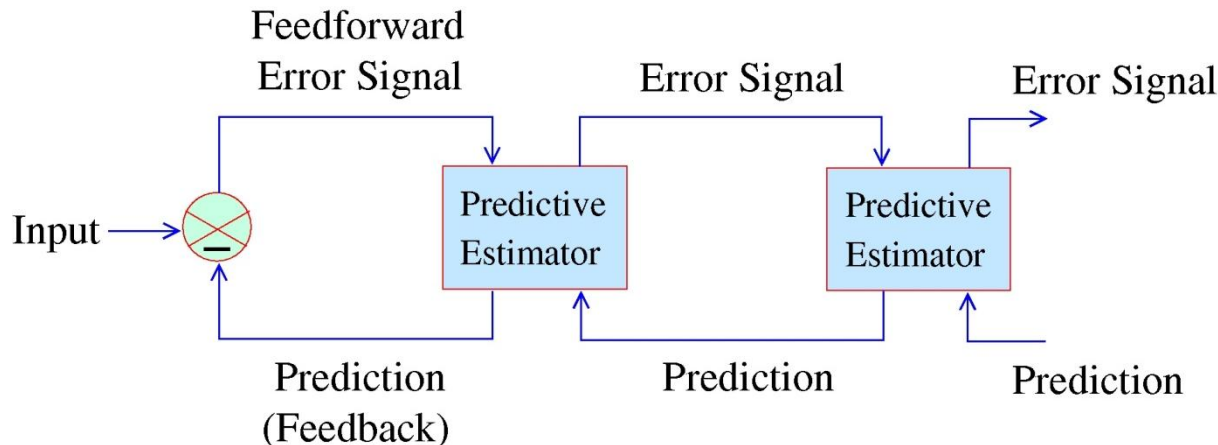 Feedforward
Error Signal
Error Signal
Error Signal
Input
Predictive
Estimator
Predictive
Estimator
Prediction
(Feedback)
Prediction
Prediction